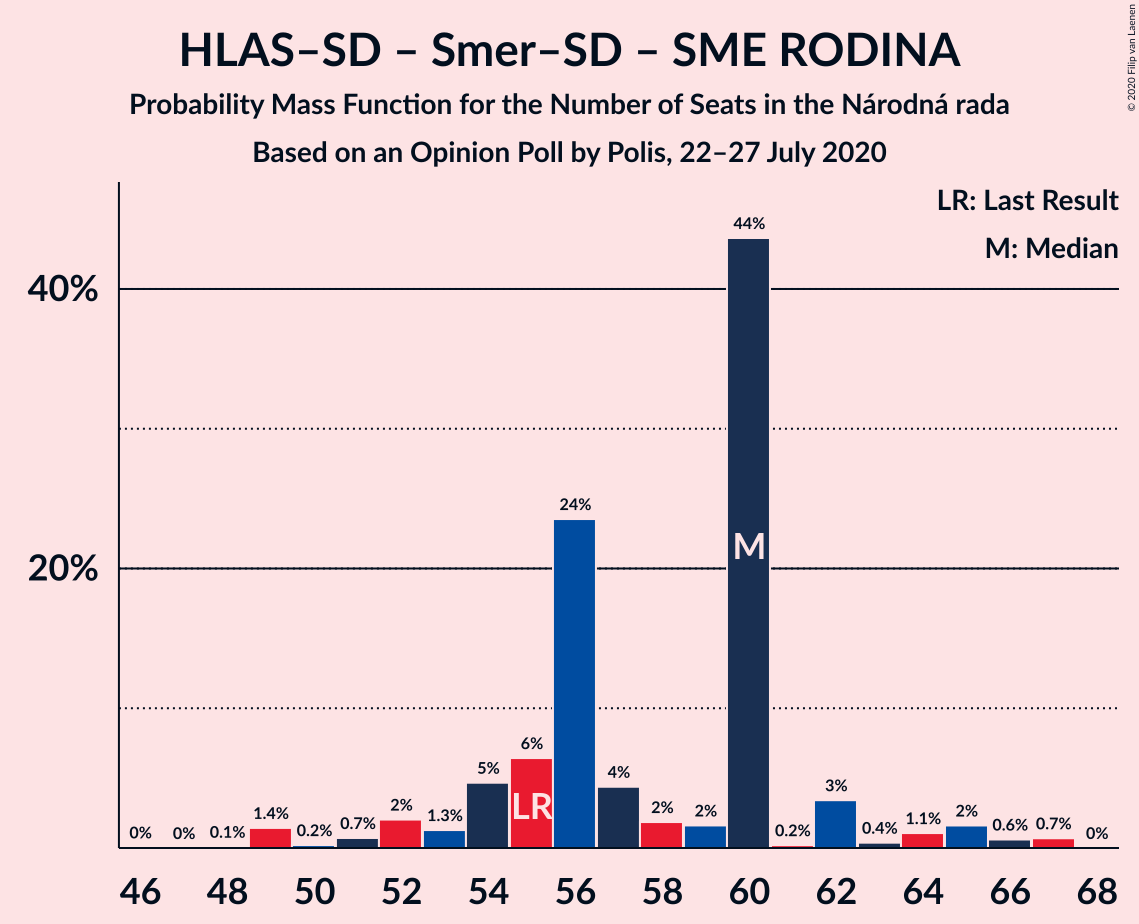 HLAS–SD – Smer–SD – SME RODINA
Probability Mass Function for the Number of Seats in the Národná rada
Based on an Opinion Poll by Polis, 22–27 July 2020
© 2020 Filip van Laenen
LR: Last Result
M: Median
40%
20%
0% 0% 0.1% 1.4% 0.2% 0.7% 2% 1.3% 5% 6% 24% 4% 2% 2% 44% 0.2% 3% 0.4% 1.1% 2% 0.6% 0.7% 0%
LR
M
46 48 50 52 54 56 58 60 62 64 66 68